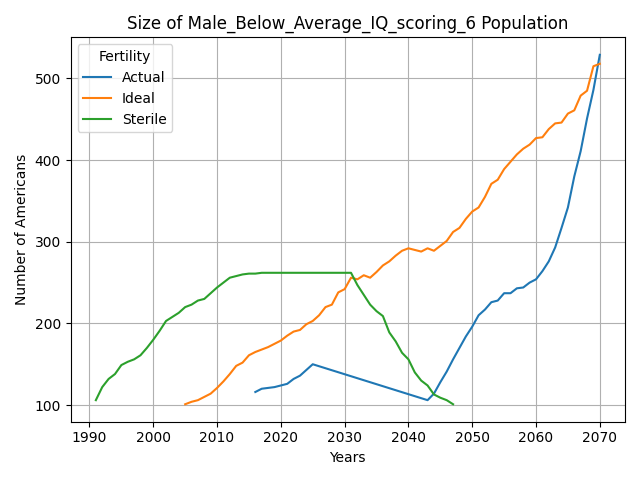 Size of Male_Below_Average_IQ_scoring_6 Population
Fertility
Actual
Ideal
Sterile
Number of Americans
500
400
300
200
100
1990 2000 2010 2020 2030 2040 2050 2060 2070
Years